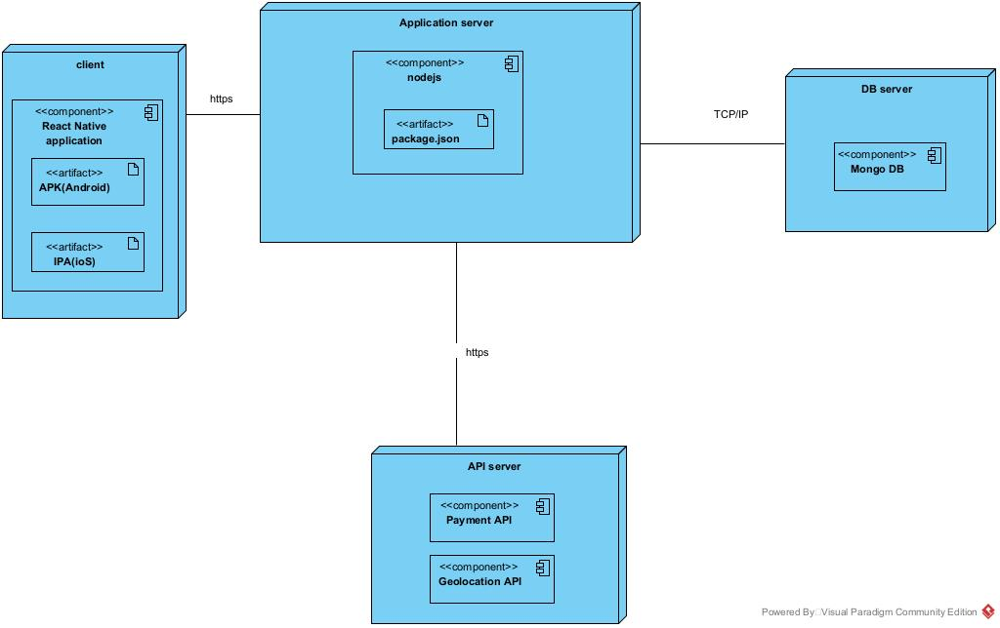 Application server
<<component>>
nodejs
<<artifact>>
package.json
client
<<component>>
React Native
application
<<artifact>>
APK(Android)
<<artifact>>
IPA(ioS)
https
TCP/IP
DB server
<<component>>
Mongo DB
https
API server
<<component>>
Payment API
<<component>>
Geolocation API
Powered By Visual Paradigm Community Edition